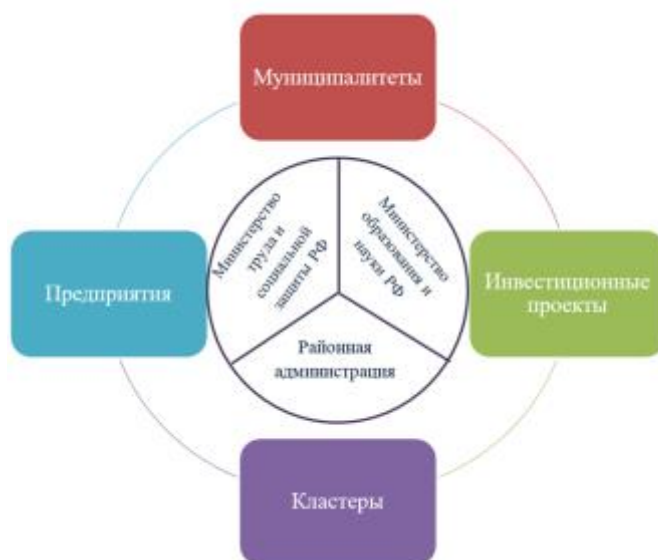 Муниципалитеты
Министерство
труда и
социальной
защиты РФ
Министерство
образования и
науки РФ
Предприятия
Инвестиционные
проекты
Районная
администрация
Кластеры